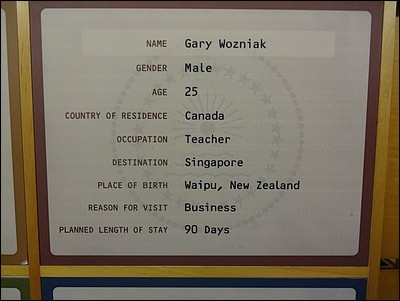 NAME Gary Wozniak
GENDER Male
AGE 25
COUNTRY OF RESIDENCE Canada
OCCUPATION Teacher
DESTINATION Singapore
PLACE OF BIRTH Waipu, New Zealand
REASON FOR VISIT Business
PLANNED LENGTH OF STAY 90 Days